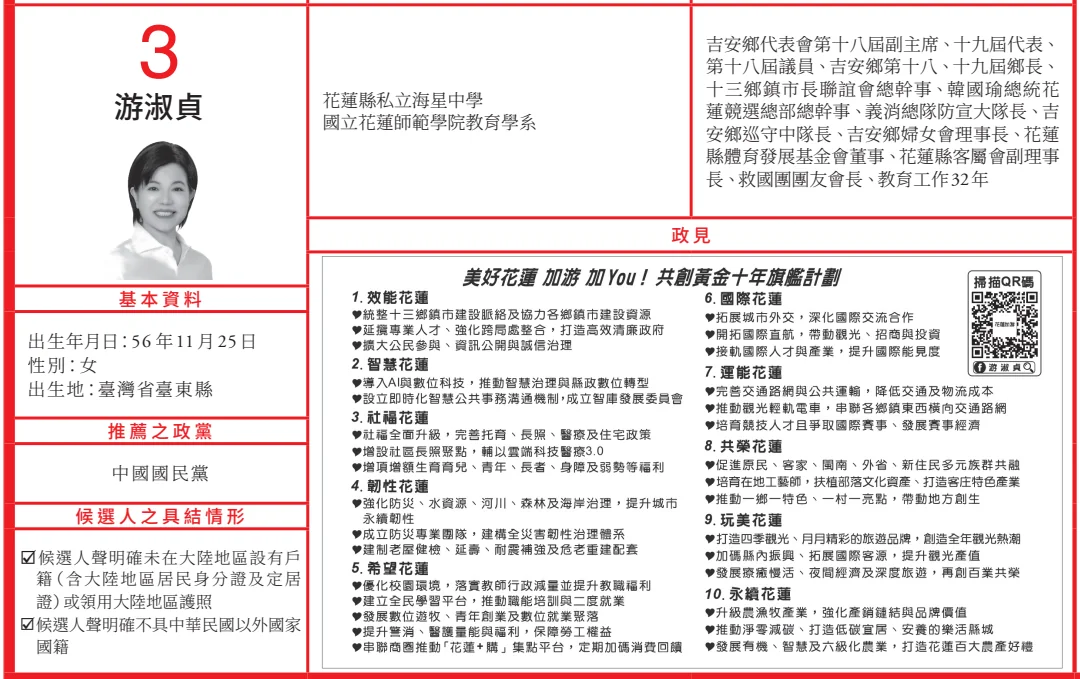 3
游淑貞
基本資料
出生年月日：56年11月25日
性別：女
出生地：臺灣省臺東縣
推薦之政黨
中國國民黨
候選人之具結情形
☑候選人聲明確未在大陸地區設有戶
籍（含大陸地區居民身分證及定居
證）或領用大陸地區護照
☑候選人聲明確不具中華民國以外國家
國籍
花蓮縣私立海星中學
國立花蓮師範學院教育學系
吉安鄉代表會第十八屆副主席、十九屆代表、
第十八屆議員、吉安鄉第十八、十九屆鄉長、
十三鄉鎮市長聯誼會總幹事、韓國瑜總統花
蓮競選總部總幹事、義消總隊防宣大隊長、吉
安鄉巡守中隊長、吉安鄉婦女會理事長、花蓮
縣體育發展基金會董事、花蓮縣客屬會副理事
長、救國團團友會長、教育工作32年
政見
美好花蓮 加游 加You！ 共創黃金十年旗艦計劃
1. 效能花蓮
♥統整十三鄉鎮市建設脈絡及協力各鄉鎮市建設資源
♥延攬專業人才、強化跨局處整合，打造高效清廉政府
♥擴大公民參與、資訊公開與誠信治理
2. 智慧花蓮
♥導入AI與數位科技，推動智慧治理與縣政數位轉型
♥設立即時化智慧公共事務溝通機制，成立智庫發展委員會
3. 社福花蓮
♥社福全面升級，完善托育、長照、醫療及住宅政策
♥增設社區長照聚點，輔以雲端科技醫療3.0
♥增項增額生育育兒、青年、長者、身障及弱勢等福利
4. 韌性花蓮
♥強化防災、水資源、河川、森林及海岸治理，提升城市
永續韌性
♥成立防災專業團隊，建構全災害韌性治理體系
♥建制老屋健檢、延壽、耐震補強及危老重建配套
5. 希望花蓮
♥優化校園環境，落實教師行政減量並提升教職福利
♥建立全民學習平台，推動職能培訓與二度就業
♥發展數位遊牧、青年創業及數位就業聚落
♥提升警消、醫護量能與福利，保障勞工權益
♥串聯商圈推動「花蓮+購」集點平台，定期加碼消費回饋
6. 國際花蓮
♥拓展城市外交，深化國際交流合作
♥開拓國際直航，帶動觀光、招商與投資
♥接軌國際人才與產業，提升國際能見度
7. 運能花蓮
♥完善交通路網與公共運輸，降低交通及物流成本
♥推動觀光輕軌電車，串聯各鄉鎮東西橫向交通路網
♥培育競技人才且爭取國際賽事、發展賽事經濟
8. 共榮花蓮
♥促進原民、客家、閩南、外省、新住民多元族群共融
♥培育在地工藝師，扶植部落文化資產、打造客庄特色產業
♥推動一鄉一特色、一村一亮點，帶動地方創生
9. 玩美花蓮
♥打造四季觀光、月月精彩的旅遊品牌，創造全年觀光熱潮
♥加碼縣內振興、拓展國際客源，提升觀光產值
♥發展療癒慢活、夜間經濟及深度旅遊，再創百業共榮
10. 永續花蓮
♥升級農漁牧產業，強化產銷鏈結與品牌價值
♥推動淨零減碳、打造低碳宜居、安養的樂活縣城
♥發展有機、智慧及六級化農業，打造花蓮百大農產好禮
掃描QR碼
花蓮加游
游淑貞